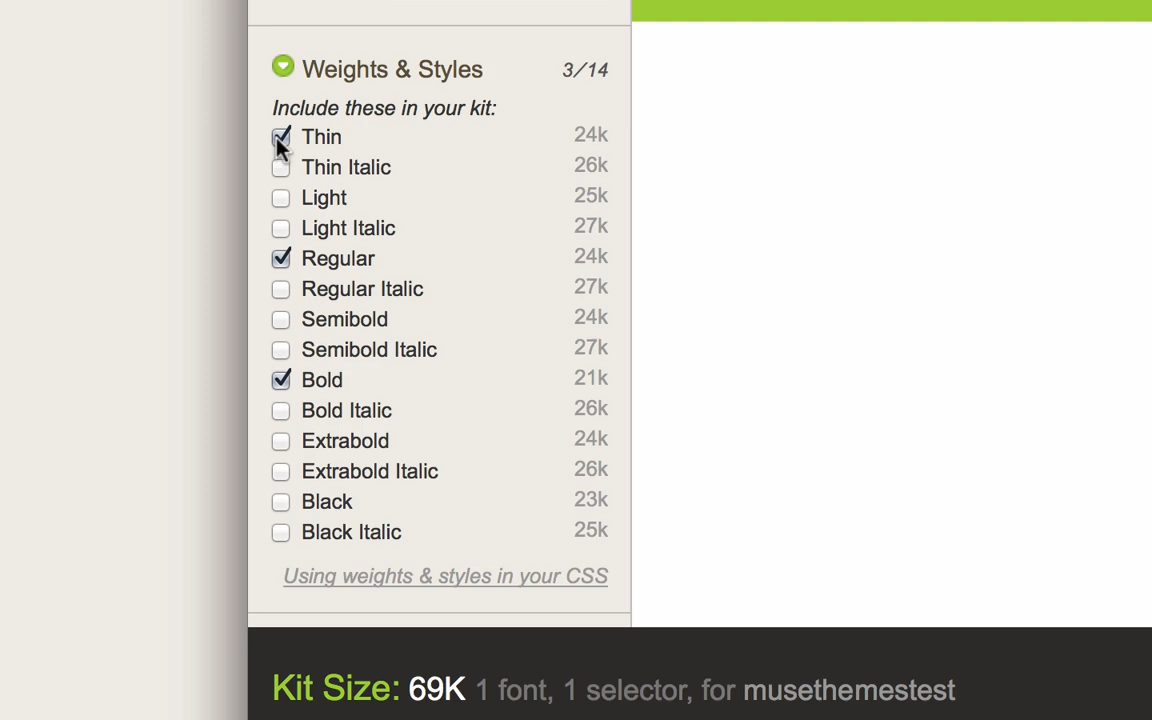 Weights & Styles 3/14
Include these in your kit:
Thin 24k
Thin Italic 26k
Light 25k
Light Italic 27k
Regular 24k
Regular Italic 27k
Semibold 24k
Semibold Italic 27k
Bold 21k
Bold Italic 26k
Extrabold 24k
Extrabold Italic 26k
Black 23k
Black Italic 25k
Using weights & styles in your CSS
Kit Size: 69K 1 font, 1 selector, for musethemestest